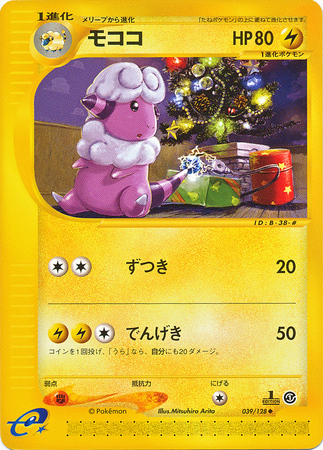 1進化
メリープから進化
「たねポケモン」の上に重ねて進化させます。
モココ
HP80
1進化ポケモン
ID:B-38-#
ずつき 20
でんげき 50
コインを1回投げ、「うら」なら、自分にも20ダメージ。
弱点 抵抗力 にげる
1
EDITION
© Pokémon
Illus.Mitsuhiro Arita
039/128
e